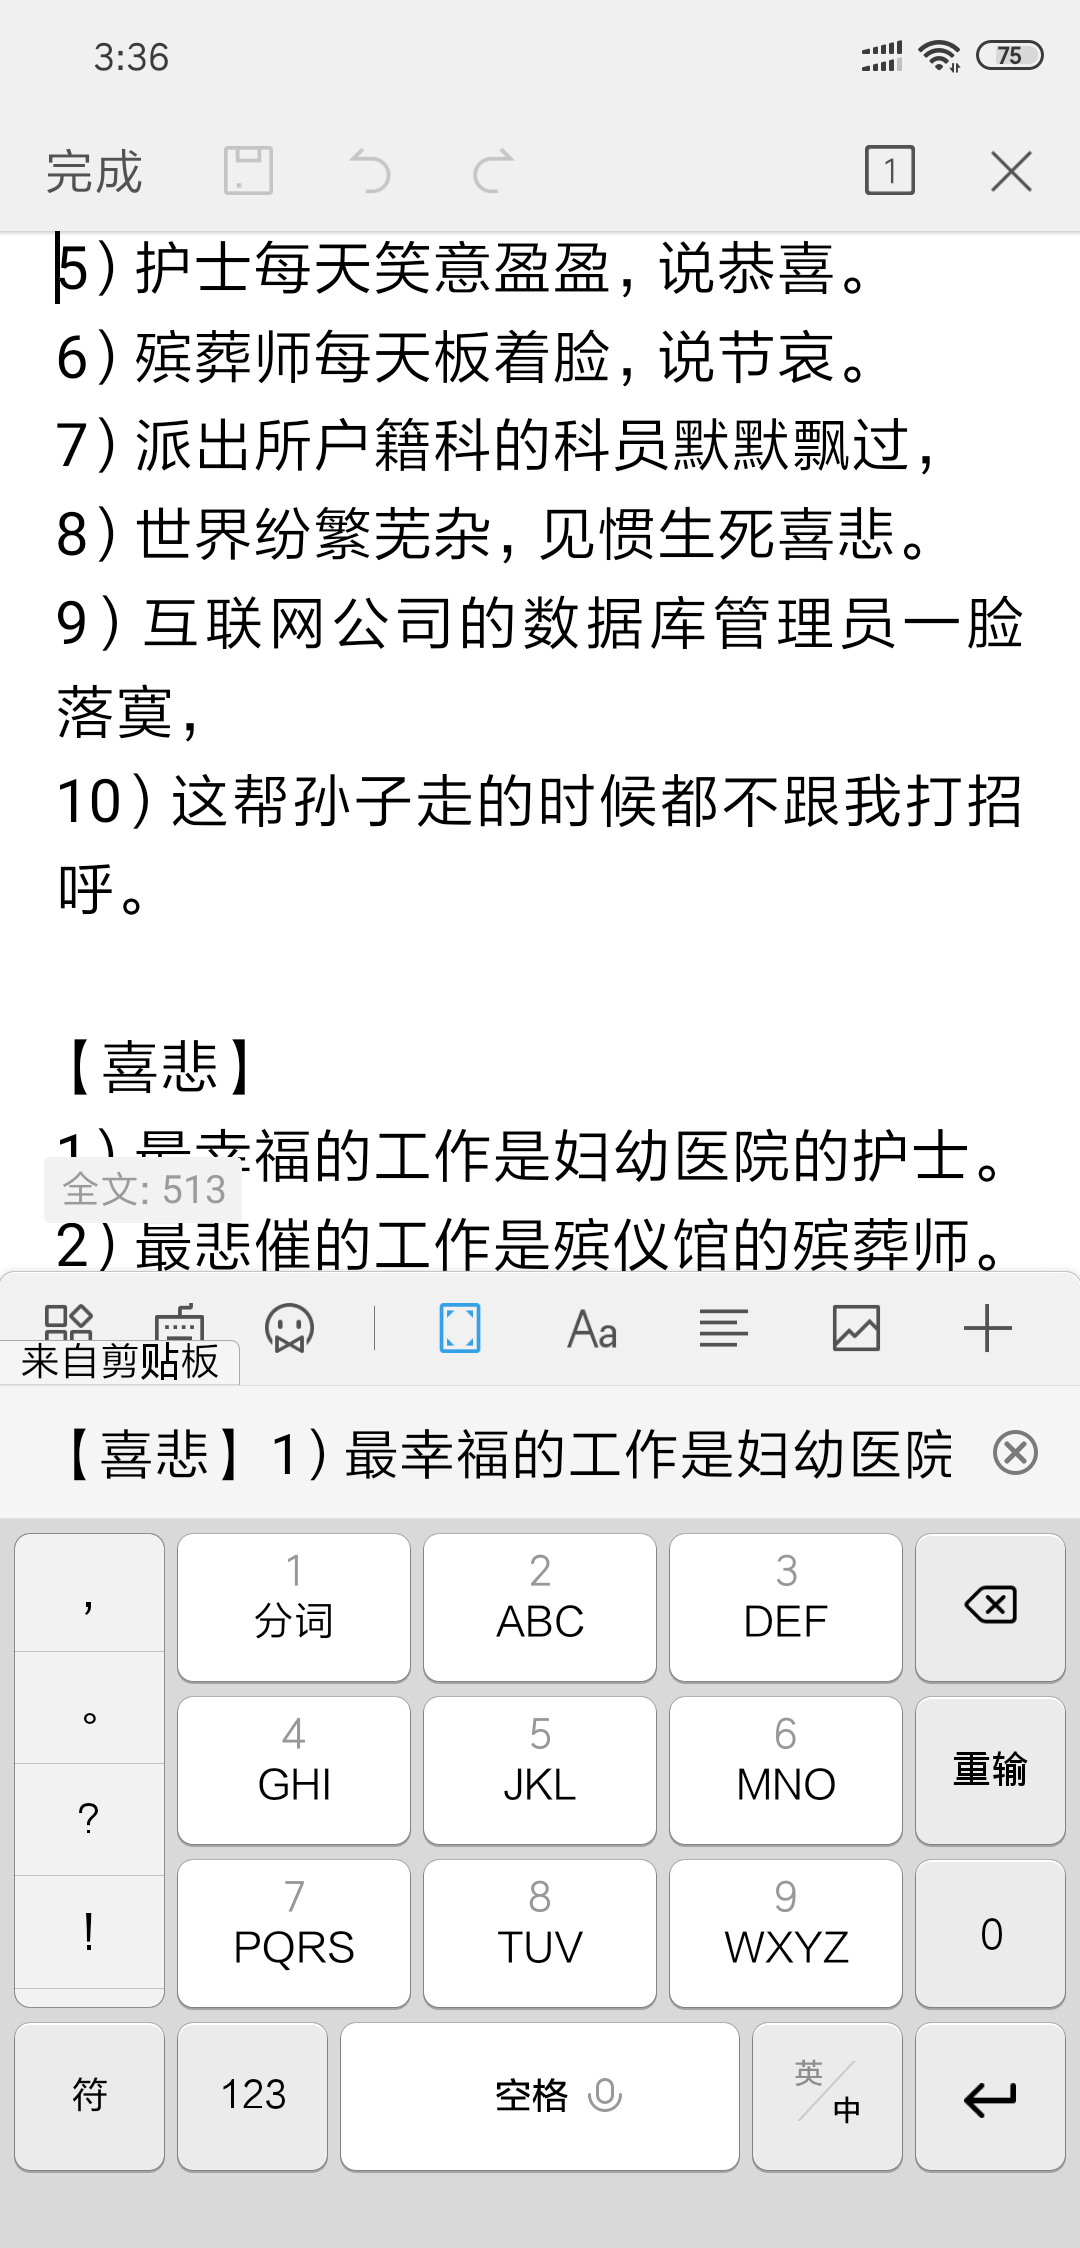 3:36
75
完成
1
5）护士每天笑意盈盈，说恭喜。
6）殡葬师每天板着脸，说节哀。
7）派出所户籍科的科员默默飘过，
8）世界纷繁芜杂，见惯生死喜悲。
9）互联网公司的数据库管理员一脸
落寞，
10）这帮孙子走的时候都不跟我打招
呼。
【喜悲】
1）最幸福的工作是妇幼医院的护士。
全文: 513
2）最悲催的工作是殡仪馆的殡葬师。
Aa
来自剪贴板
【喜悲】1）最幸福的工作是妇幼医院
，
1
分词
2
ABC
3
DEF
。
4
GHI
5
JKL
6
MNO
重输
？
7
PQRS
8
TUV
9
WXYZ
0
！
符
123
空格
英/中